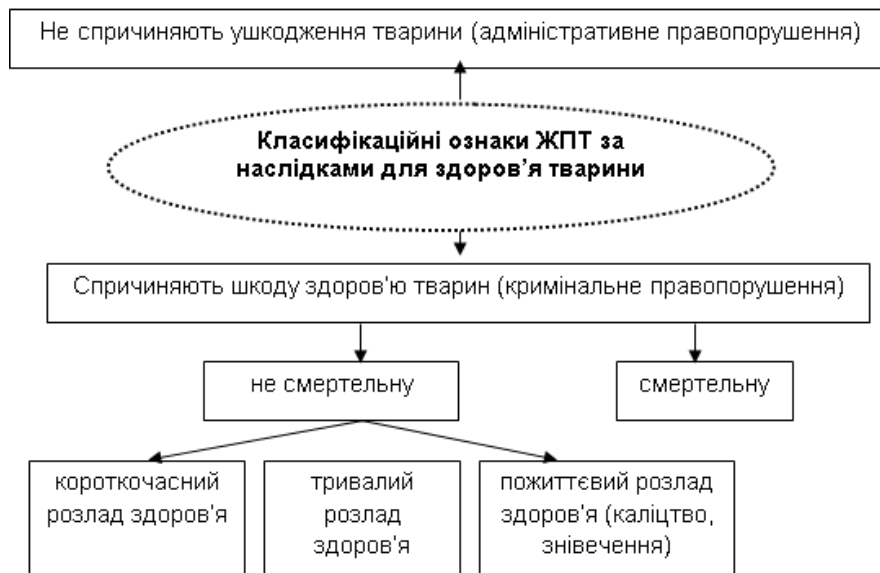 Не спричиняють ушкодження тварини (адміністративне правопорушення)
Класифікаційні ознаки ЖПТ за
наслідками для здоров'я тварини
Спричиняють шкоду здоров'ю тварин (кримінальне правопорушення)
не смертельну
смертельну
короткочасний
розлад здоров'я
тривалий
розлад
здоров'я
пожиттєвий розлад
здоров'я (каліцтво,
знівечення)